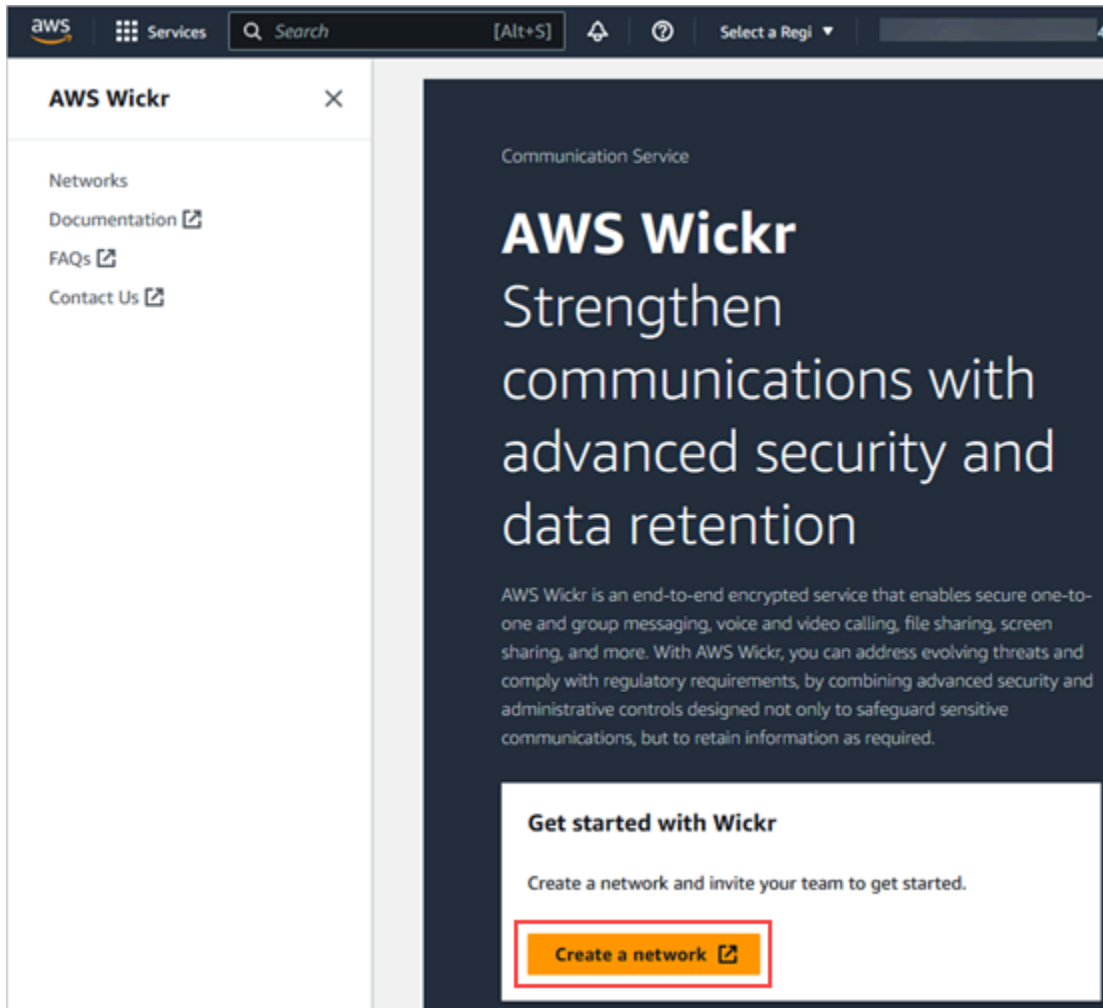 aws
Services
Search
[Alt+S]
Select a Regi
AWS Wickr
Networks
Documentation
FAQs
Contact Us
Communication Service
AWS Wickr
Strengthen
communications with
advanced security and
data retention
AWS Wickr is an end-to-end encrypted service that enables secure one-to-
one and group messaging, voice and video calling, file sharing, screen
sharing, and more. With AWS Wickr, you can address evolving threats and
comply with regulatory requirements, by combining advanced security and
administrative controls designed not only to safeguard sensitive
communications, but to retain information as required.
Get started with Wickr
Create a network and invite your team to get started.
Create a network